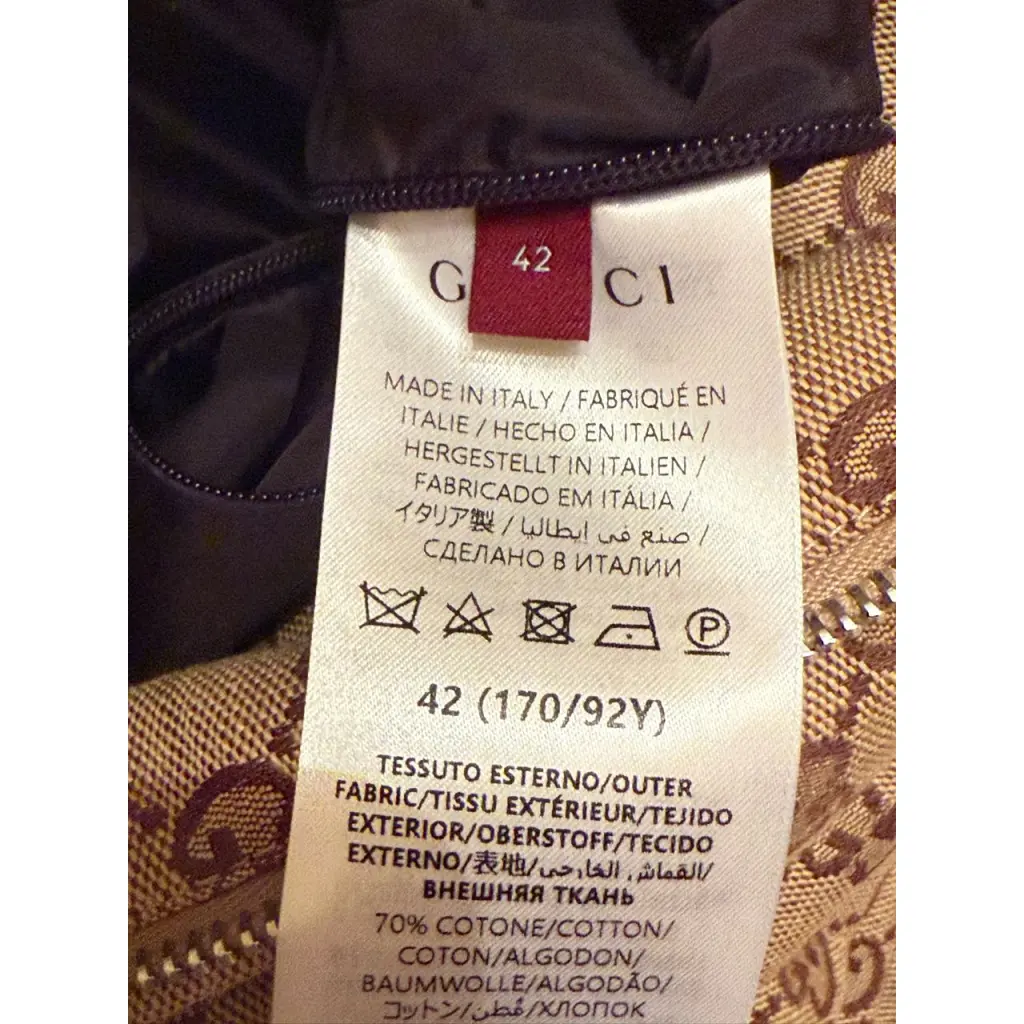 42
G CCI
MADE IN ITALY / FABRIQUÉ EN
ITALIE / HECHO EN ITALIA /
HERGESTELLT IN ITALIEN /
FABRICADO EM ITÁLIA /
イタリア製 / صنع في إيطاليا /
СДЕЛАНО В ИТАЛИИ
P
42 (170/92Y)
TESSUTO ESTERNO/OUTER
FABRIC/TISSU EXTÉRIEUR/TEJIDO
EXTERIOR/OBERSTOFF/TECIDO
EXTERNO/表地/القماش الخارجي/
ВНЕШНЯЯ ТКАНЬ
70% COTONE/COTTON/
COTON/ALGODON/
BAUMWOLLE/ALGODÃO/
コットン/قطن/ХЛОПОК